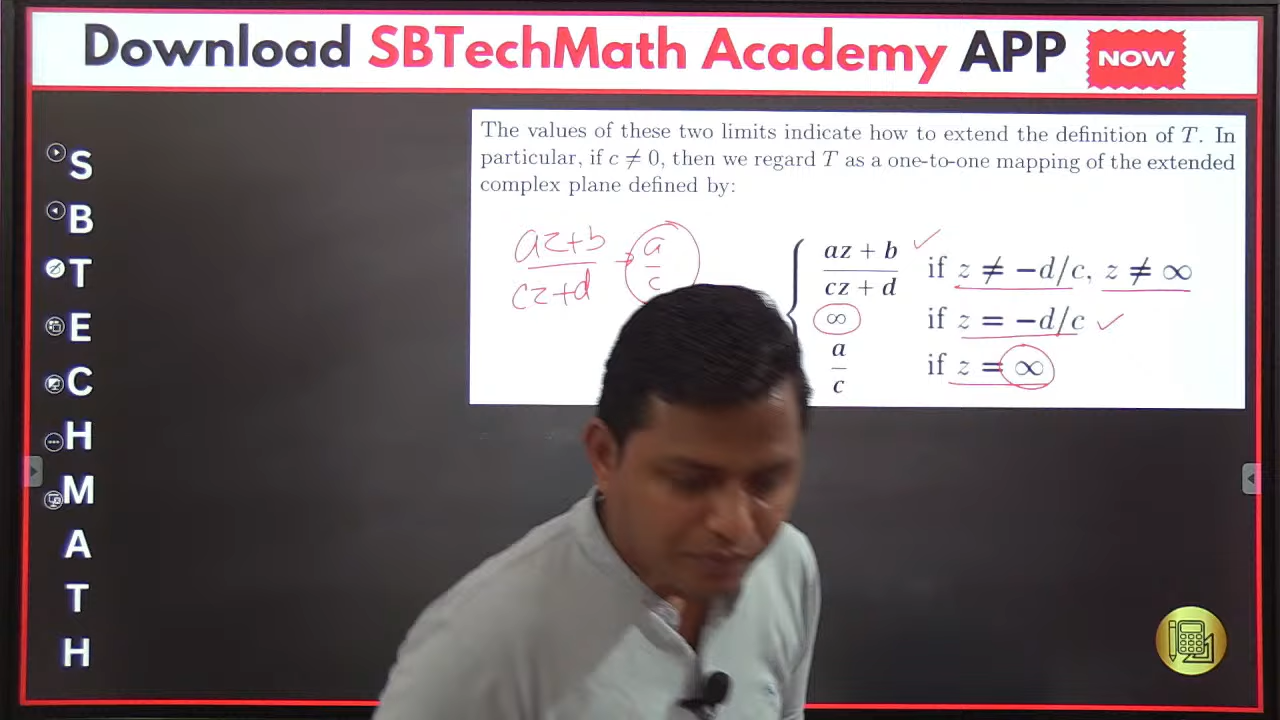 Download SBTechMath Academy APP NOW
S
B
T
E
C
H
M
A
T
H
The values of these two limits indicate how to extend the definition of T. In
particular, if c ≠ 0, then we regard T as a one-to-one mapping of the extended
complex plane defined by:
az+b
cz+d
a
c
az + b
cz + d
if z ≠ −d/c, z ≠ ∞
∞ if z = −d/c
a
c
if z = ∞